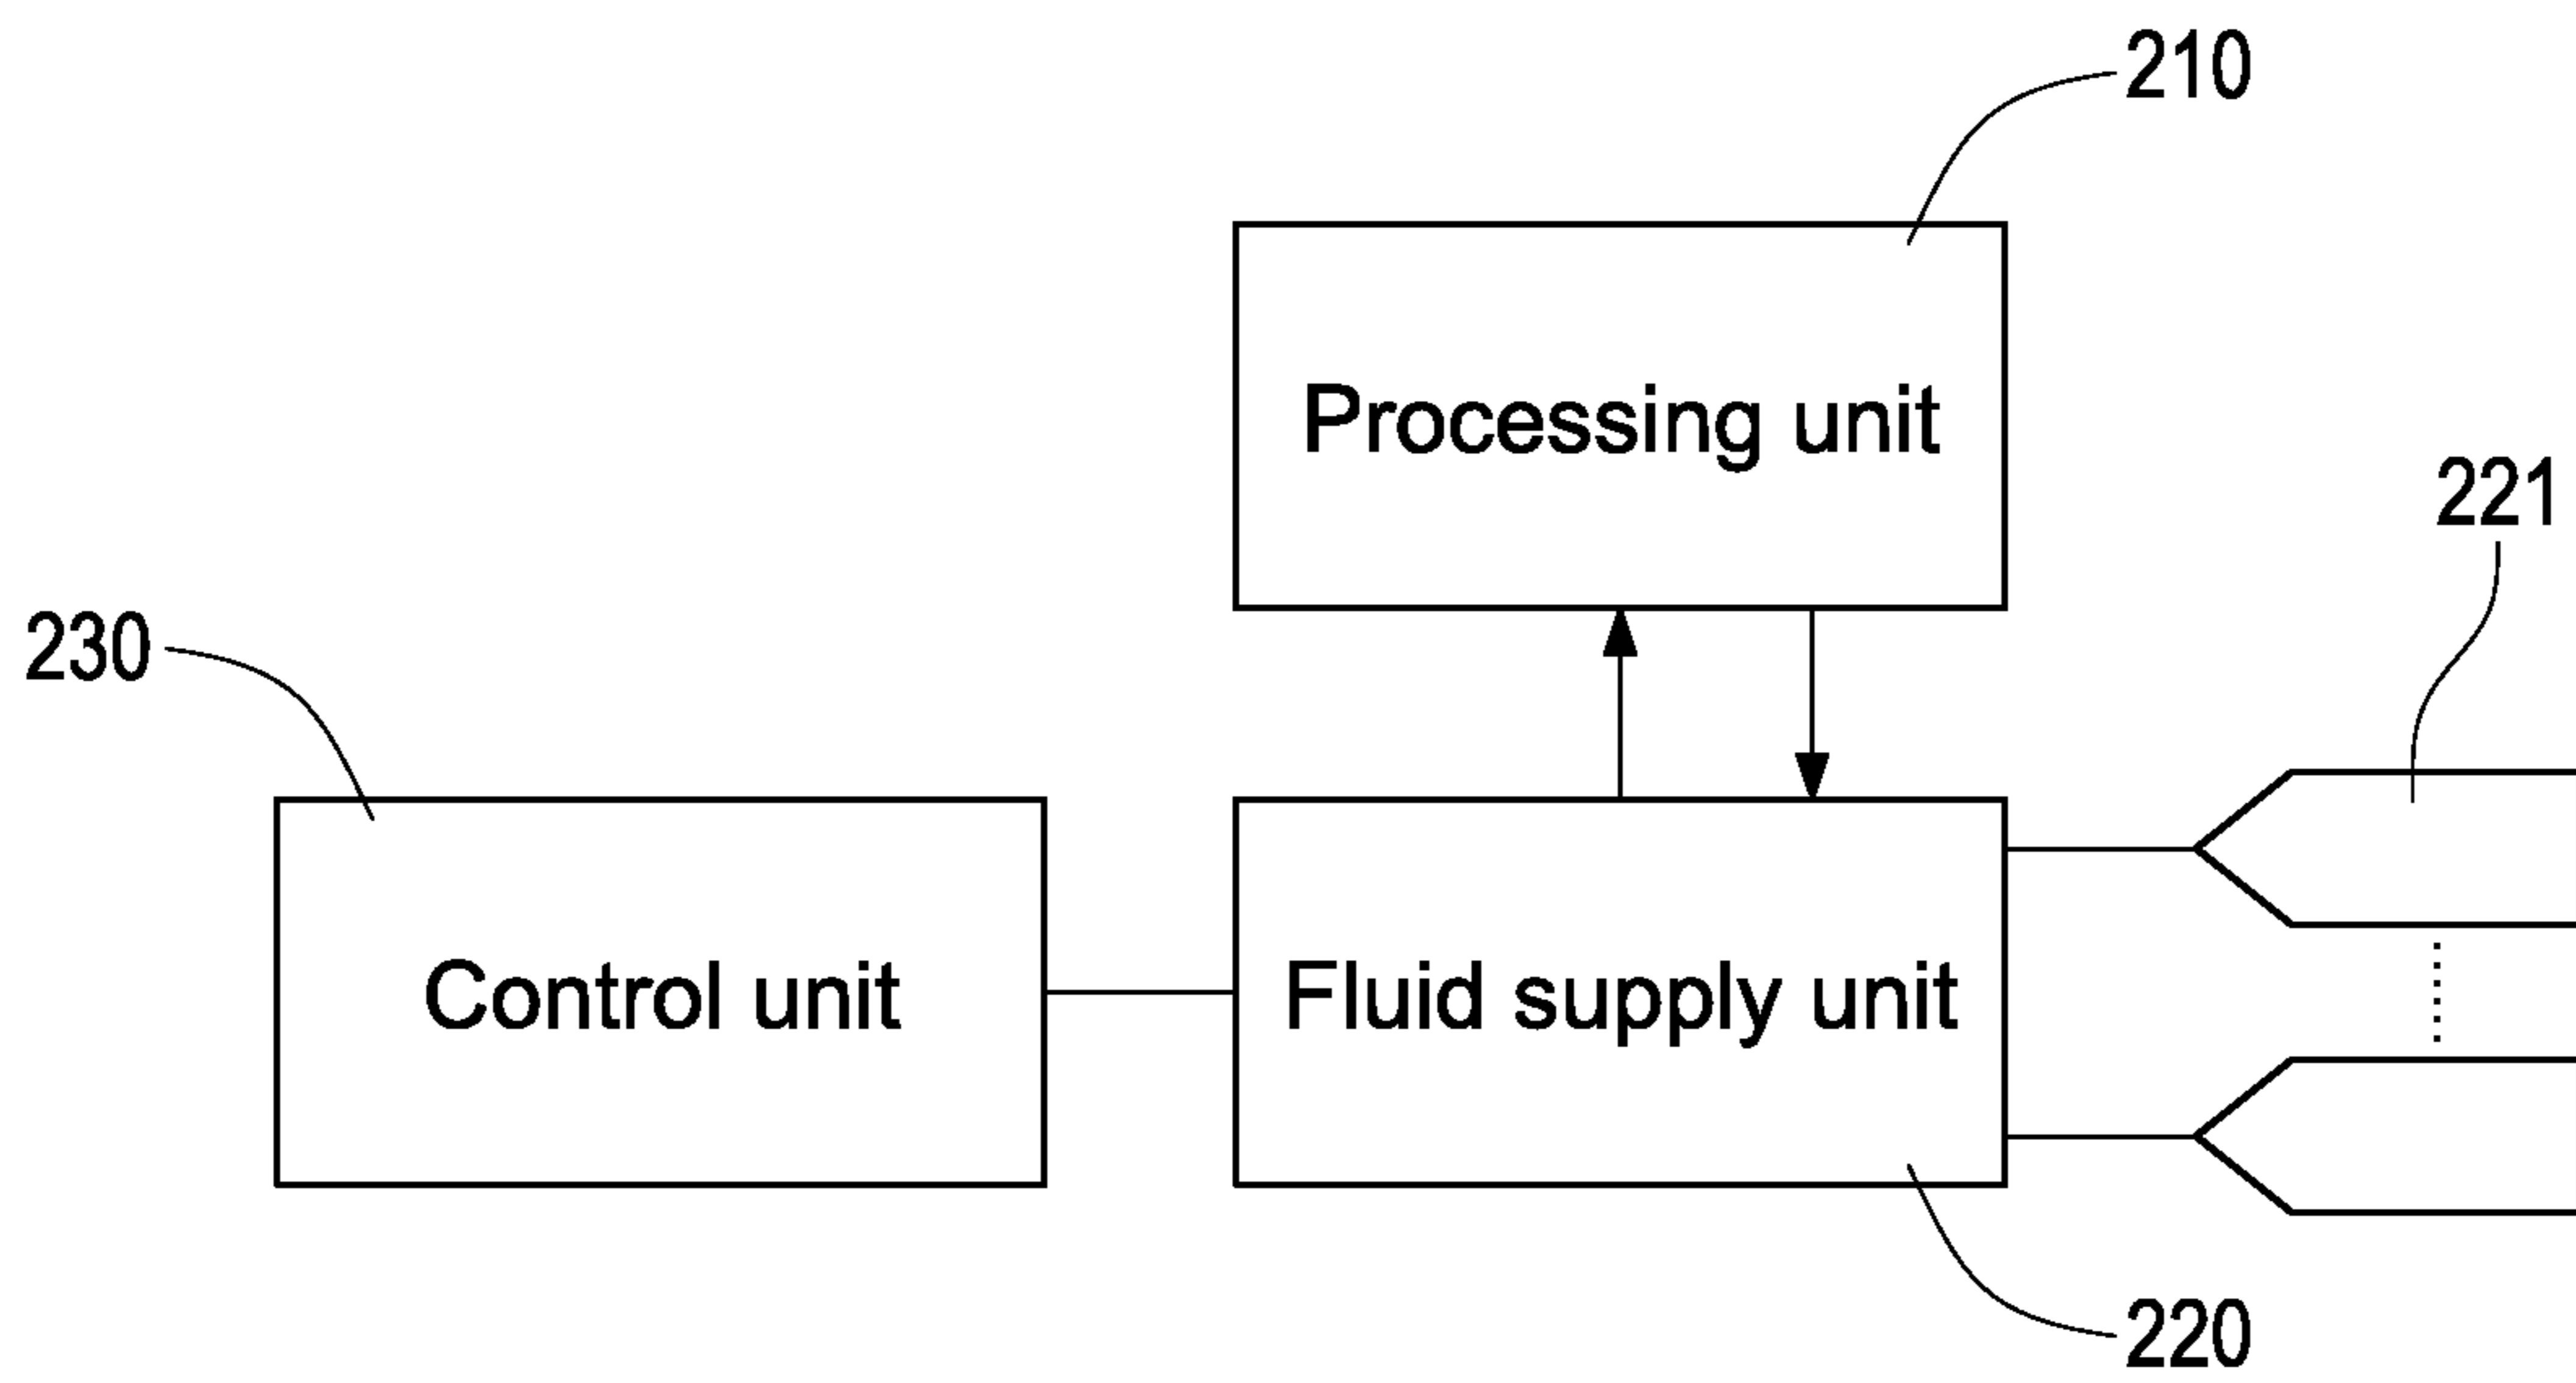 210
Processing unit
221
230
Control unit
Fluid supply unit
220